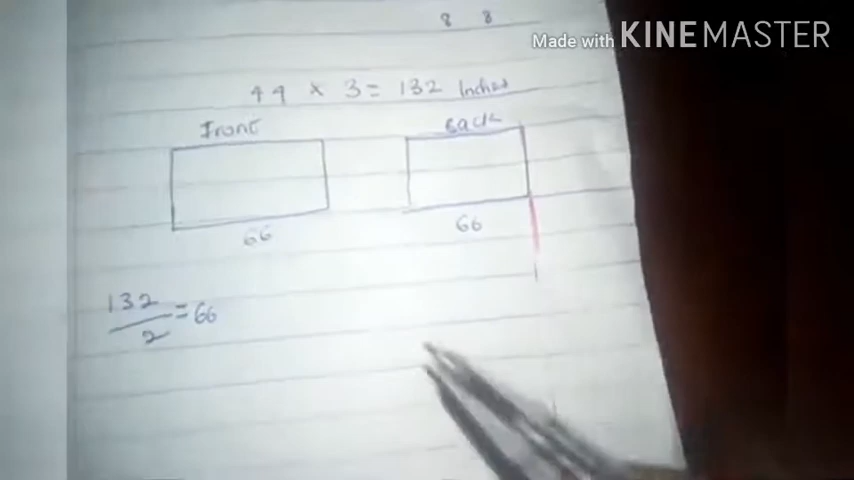 8 8
Made with KINEMASTER
44 x 3 = 132 Inches
Front Back
66 66
132
2 = 66